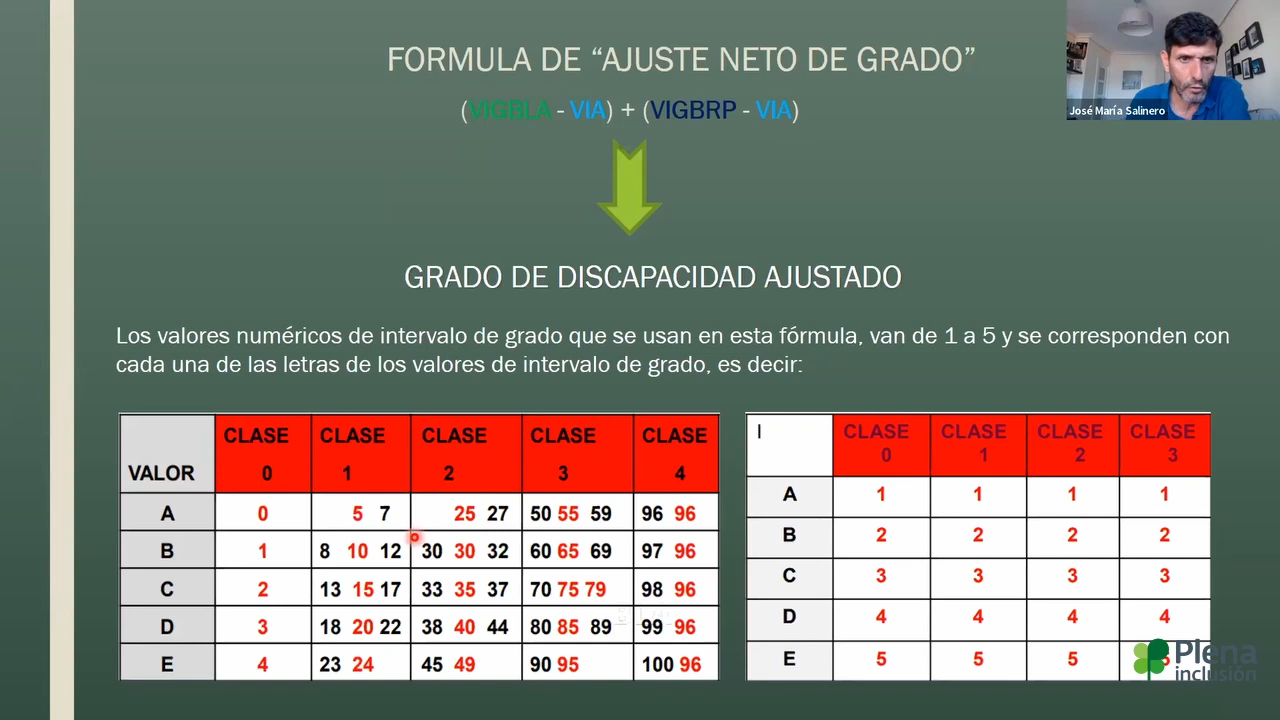 FORMULA DE “AJUSTE NETO DE GRADO”
(VIGBLA - VIA) + (VIGBRP - VIA)
José María Salinero
GRADO DE DISCAPACIDAD AJUSTADO
Los valores numéricos de intervalo de grado que se usan en esta fórmula, van de 1 a 5 y se corresponden con
cada una de las letras de los valores de intervalo de grado, es decir:
VALOR CLASE 0 CLASE 1 CLASE 2 CLASE 3 CLASE 4
A 0 5 7 25 27 50 55 59 96 96
B 1 8 10 12 30 30 32 60 65 69 97 96
C 2 13 15 17 33 35 37 70 75 79 98 96
D 3 18 20 22 38 40 44 80 85 89 99 96
E 4 23 24 45 49 90 95 100 96
I CLASE 0 CLASE 1 CLASE 2 CLASE 3
A 1 1 1 1
B 2 2 2 2
C 3 3 3 3
D 4 4 4 4
E 5 5 5 5
Plena
inclusión